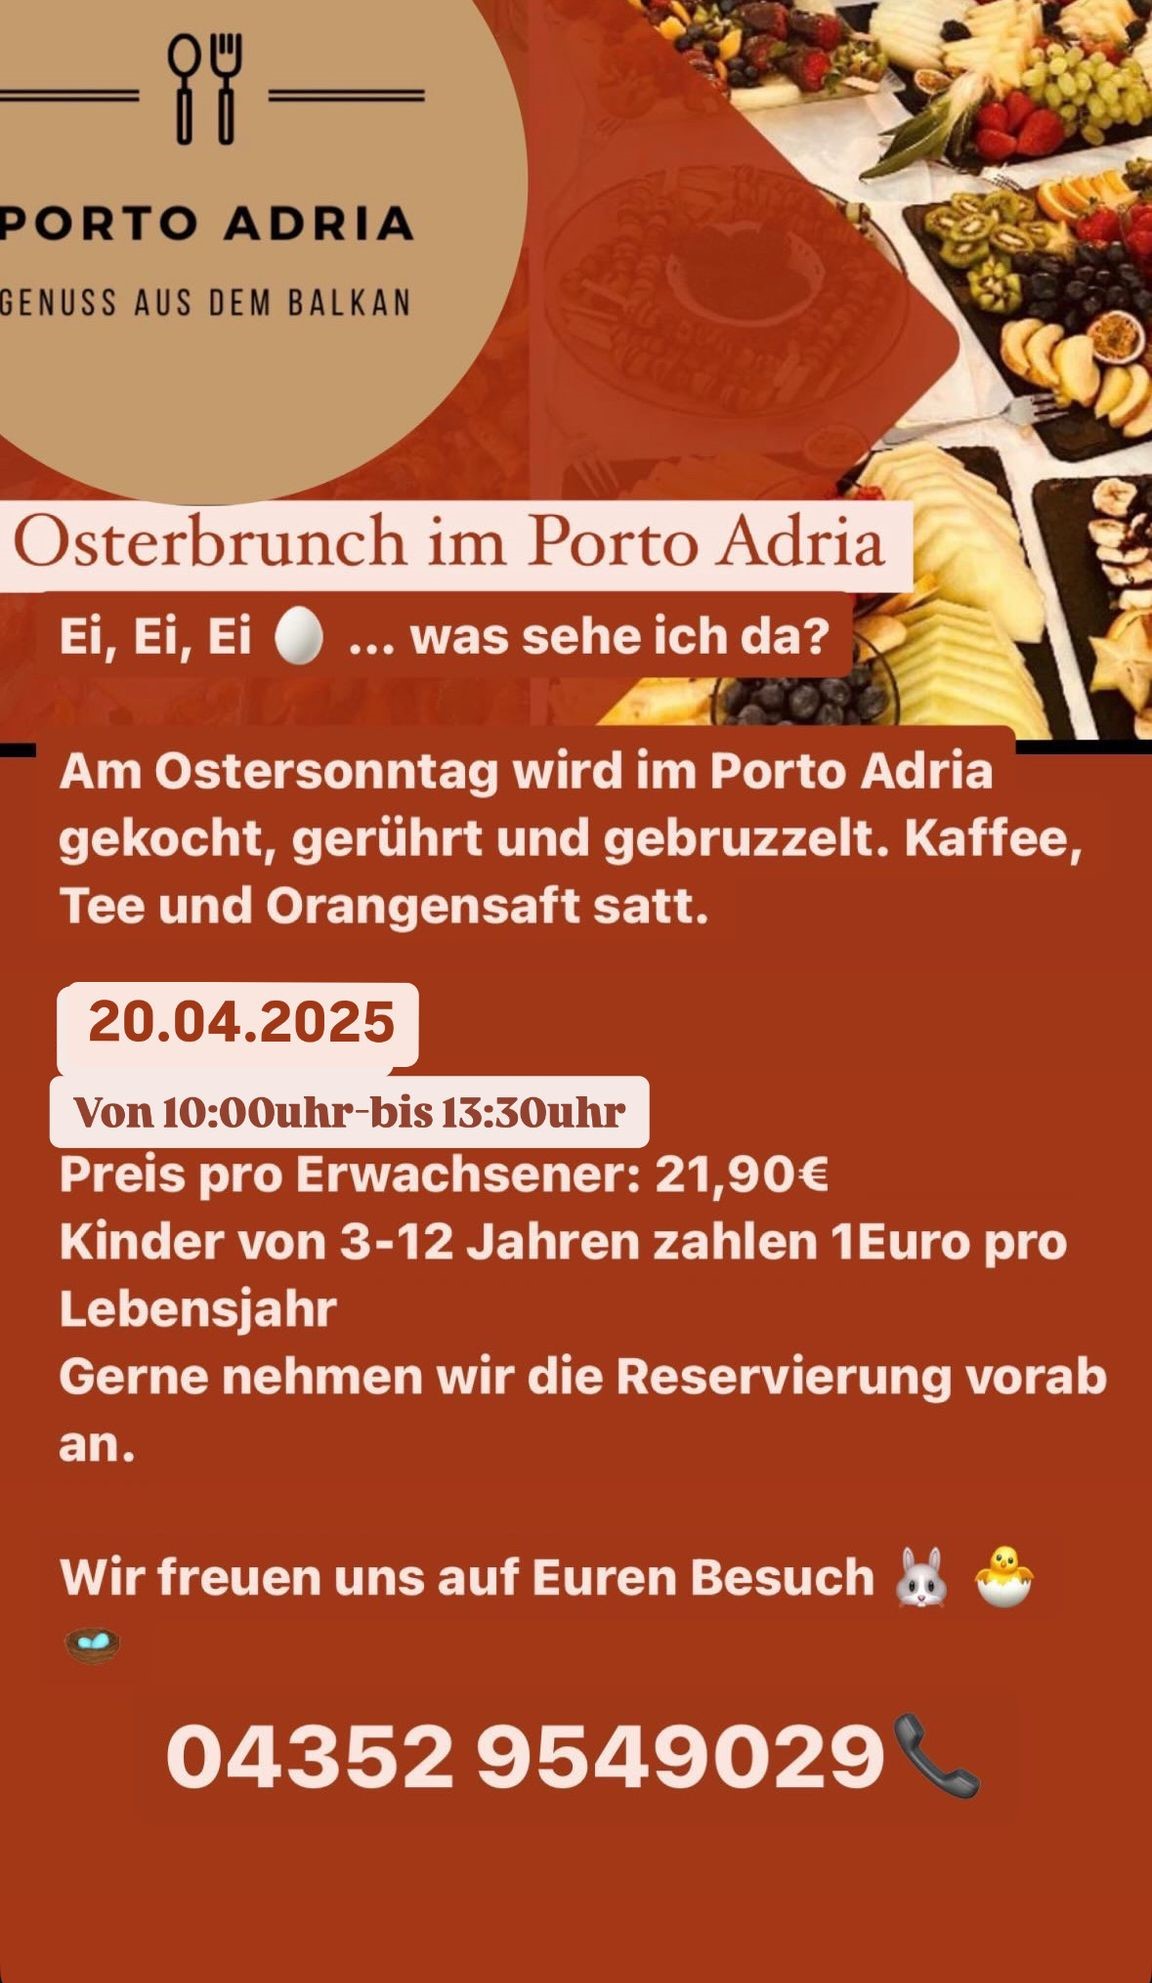 PORTO ADRIA
GENUSS AUS DEM BALKAN
Osterbrunch im Porto Adria
Ei, Ei, Ei 🥚 ... was sehe ich da?
Am Ostersonntag wird im Porto Adria
gekocht, gerührt und gebruzzelt. Kaffee,
Tee und Orangensaft satt.
20.04.2025
Von 10:00uhr-bis 13:30uhr
Preis pro Erwachsener: 21,90€
Kinder von 3-12 Jahren zahlen 1Euro pro
Lebensjahr
Gerne nehmen wir die Reservierung vorab
an.
Wir freuen uns auf Euren Besuch 🐰 🐣
🪺
04352 9549029📞